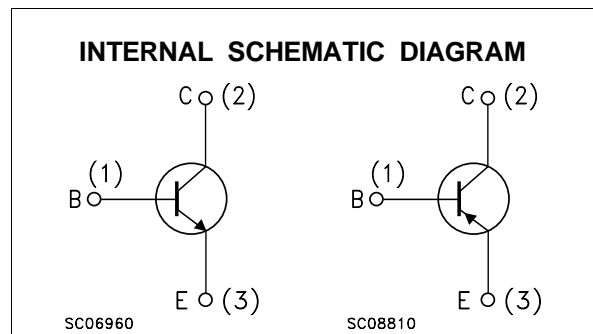 INTERNAL SCHEMATIC DIAGRAM
C (2)
(1)
B
E (3)
SC06960
C (2)
(1)
B
E (3)
SC08810